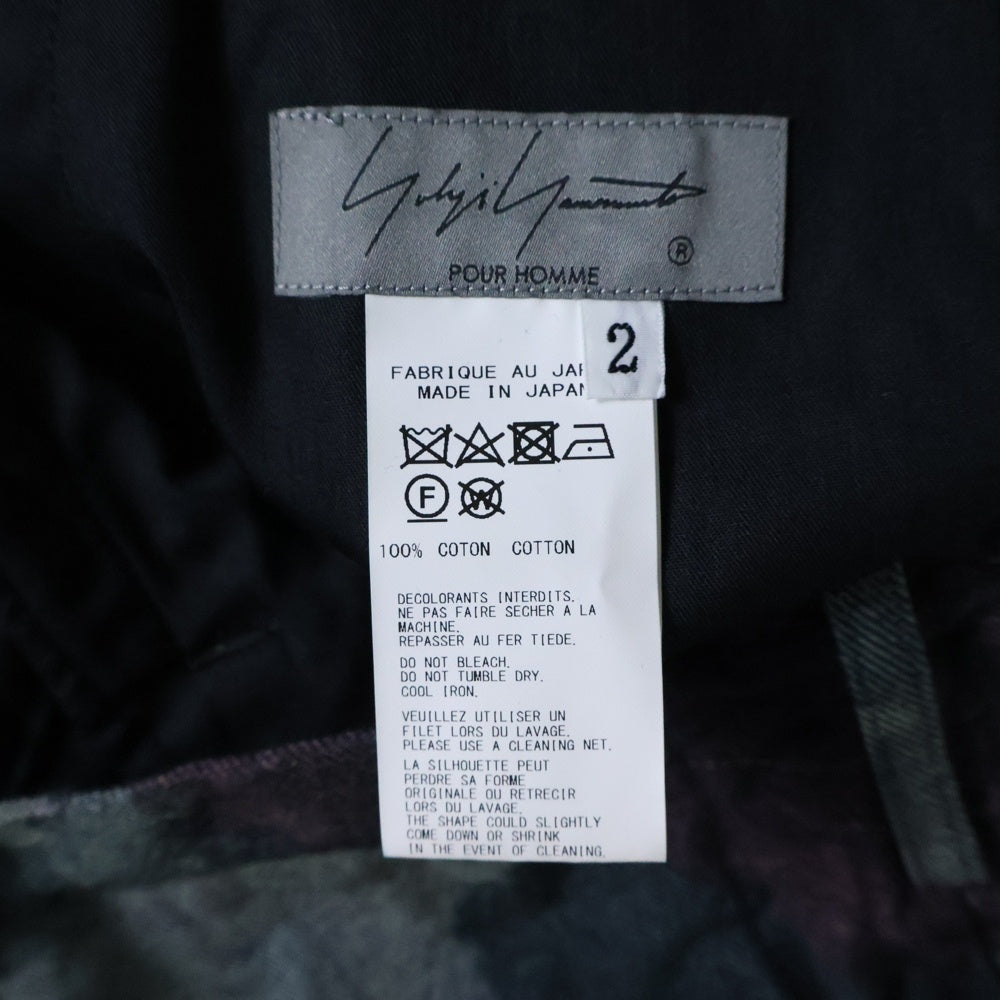 Yohji Yamamoto
®
POUR HOMME
2
FABRIQUE AU JAP
MADE IN JAPAN
F
W
100% COTON COTTON
DECOLORANTS INTERDITS.
NE PAS FAIRE SECHER A LA
MACHINE.
REPASSER AU FER TIEDE.
DO NOT BLEACH.
DO NOT TUMBLE DRY.
COOL IRON.
VEUILLEZ UTILISER UN
FILET LORS DU LAVAGE.
PLEASE USE A CLEANING NET.
LA SILHOUETTE PEUT
PERDRE SA FORME
ORIGINALE OU RETRECIR
LORS DU LAVAGE.
THE SHAPE COULD SLIGHTLY
COME DOWN OR SHRINK
IN THE EVENT OF CLEANING.